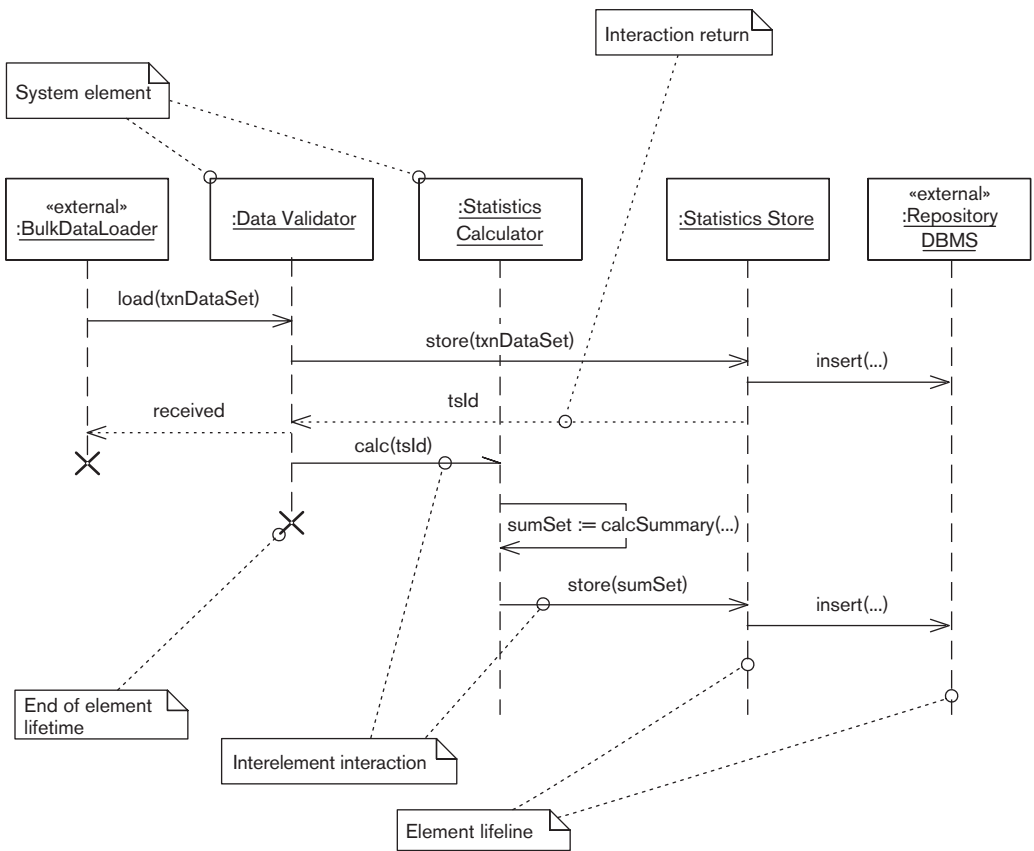 Interaction return
System element
«external»
:BulkDataLoader
:Data Validator
:Statistics
Calculator
:Statistics Store
«external»
:Repository
DBMS
load(txnDataSet)
store(txnDataSet)
insert(...)
tsId
received
calc(tsId)
sumSet := calcSummary(...)
store(sumSet)
insert(...)
End of element
lifetime
Interelement interaction
Element lifeline